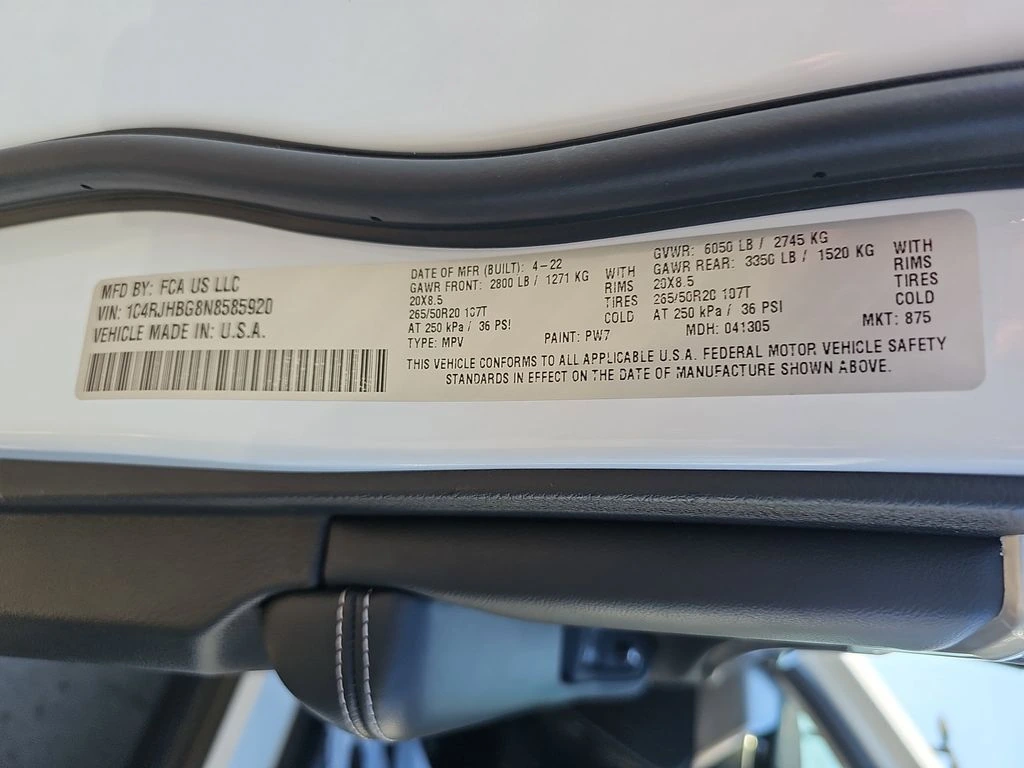 MFD BY: FCA US LLC
VIN: 1C4RJHBG8N8585920
VEHICLE MADE IN: U.S.A.
DATE OF MFR (BUILT): 4-22
GAWR FRONT: 2800 LB / 1271 KG WITH
20X8.5 RIMS
265/50R20 107T TIRES
AT 250 kPa / 36 PSI COLD
TYPE: MPV PAINT: PW7
GVWR: 6050 LB / 2745 KG
GAWR REAR: 3350 LB / 1520 KG WITH
20X8.5 RIMS
265/50R20 107T TIRES
AT 250 kPa / 36 PSI COLD
MDH: 041305 MKT: 875
THIS VEHICLE CONFORMS TO ALL APPLICABLE U.S.A. FEDERAL MOTOR VEHICLE SAFETY
STANDARDS IN EFFECT ON THE DATE OF MANUFACTURE SHOWN ABOVE.